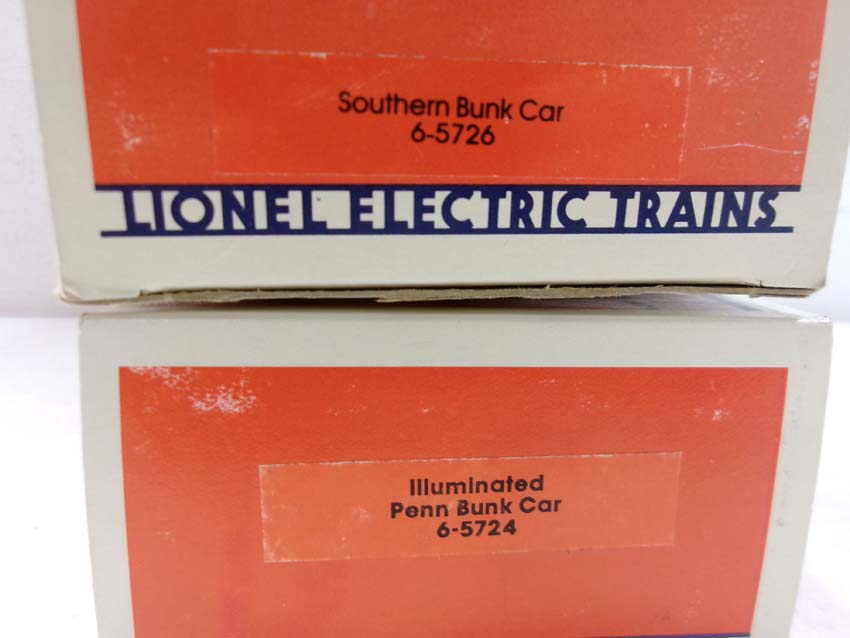 Southern Bunk Car
6-5726
LIONEL ELECTRIC TRAINS
Illuminated
Penn Bunk Car
6-5724